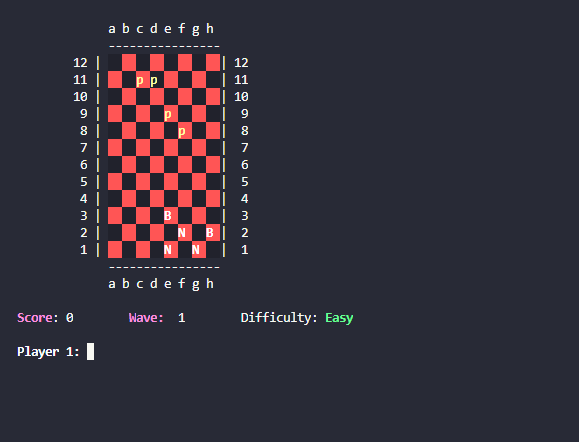 a b c d e f g h
----------------
12 | | 12
11 | p p | 11
10 | | 10
9 | p | 9
8 | p | 8
7 | | 7
6 | | 6
5 | | 5
4 | | 4
3 | B | 3
2 | N B | 2
1 | N N | 1
----------------
a b c d e f g h
Score: 0 Wave: 1 Difficulty: Easy
Player 1: